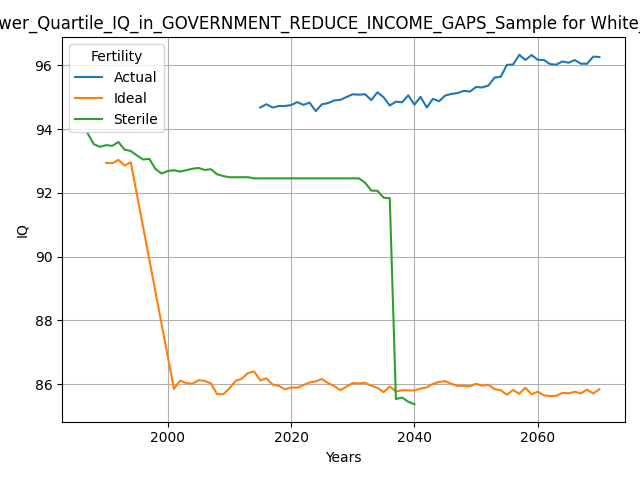 wer_Quartile_IQ_in_GOVERNMENT_REDUCE_INCOME_GAPS_Sample for White_
Fertility
Actual
Ideal
Sterile
96
94
92
90
88
86
IQ
2000
2020
2040
2060
Years